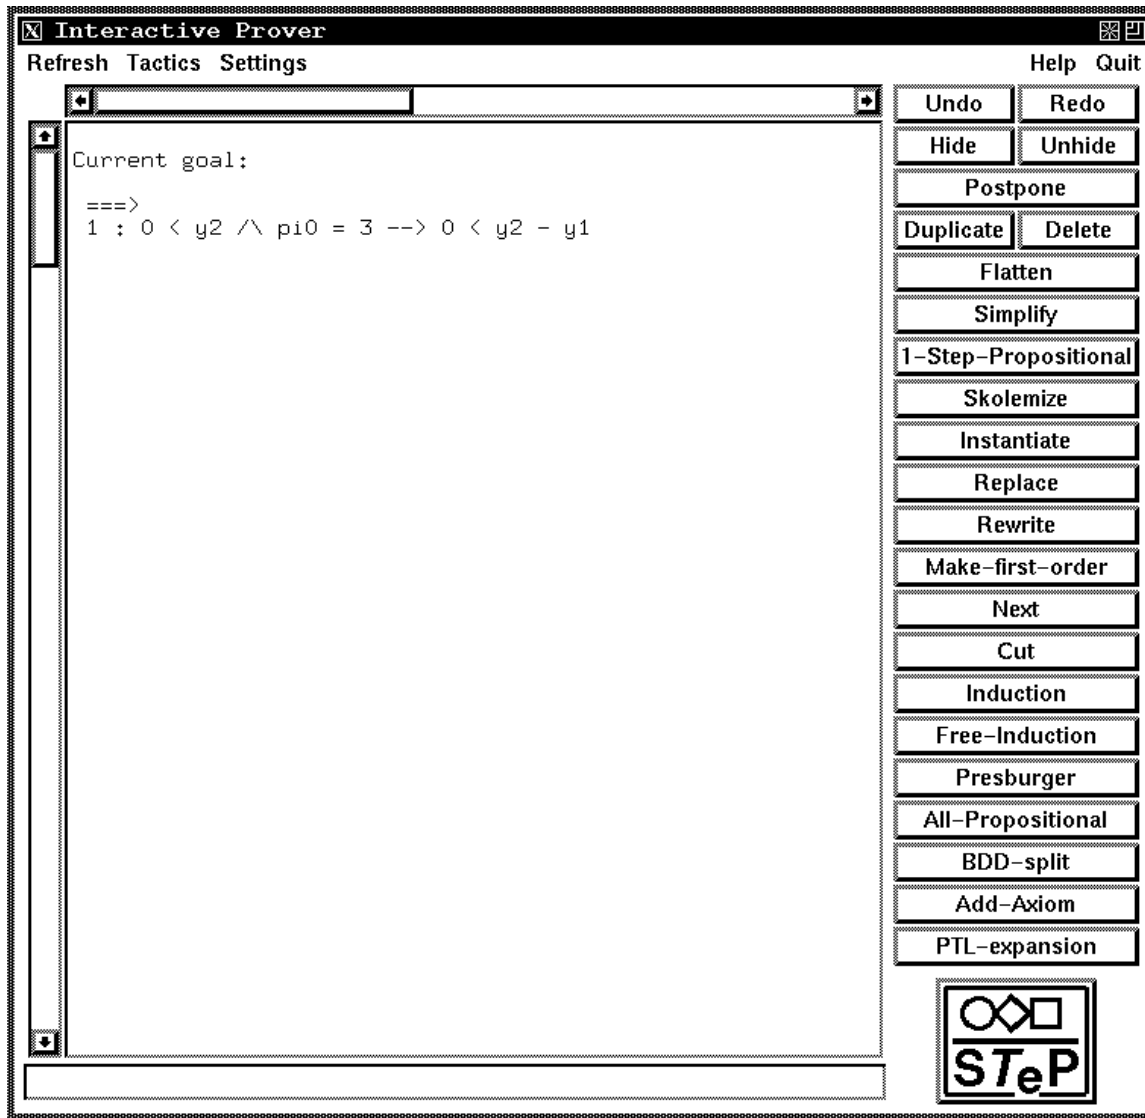 X Interactive Prover
Refresh Tactics Settings Help Quit
Undo Redo
Hide Unhide
Current goal:
Postpone
===>
1 : 0 < y2 /\ pi0 = 3 --> 0 < y2 - y1
Duplicate Delete
Flatten
Simplify
1-Step-Propositional
Skolemize
Instantiate
Replace
Rewrite
Make-first-order
Next
Cut
Induction
Free-Induction
Presburger
All-Propositional
BDD-split
Add-Axiom
PTL-expansion
STeP